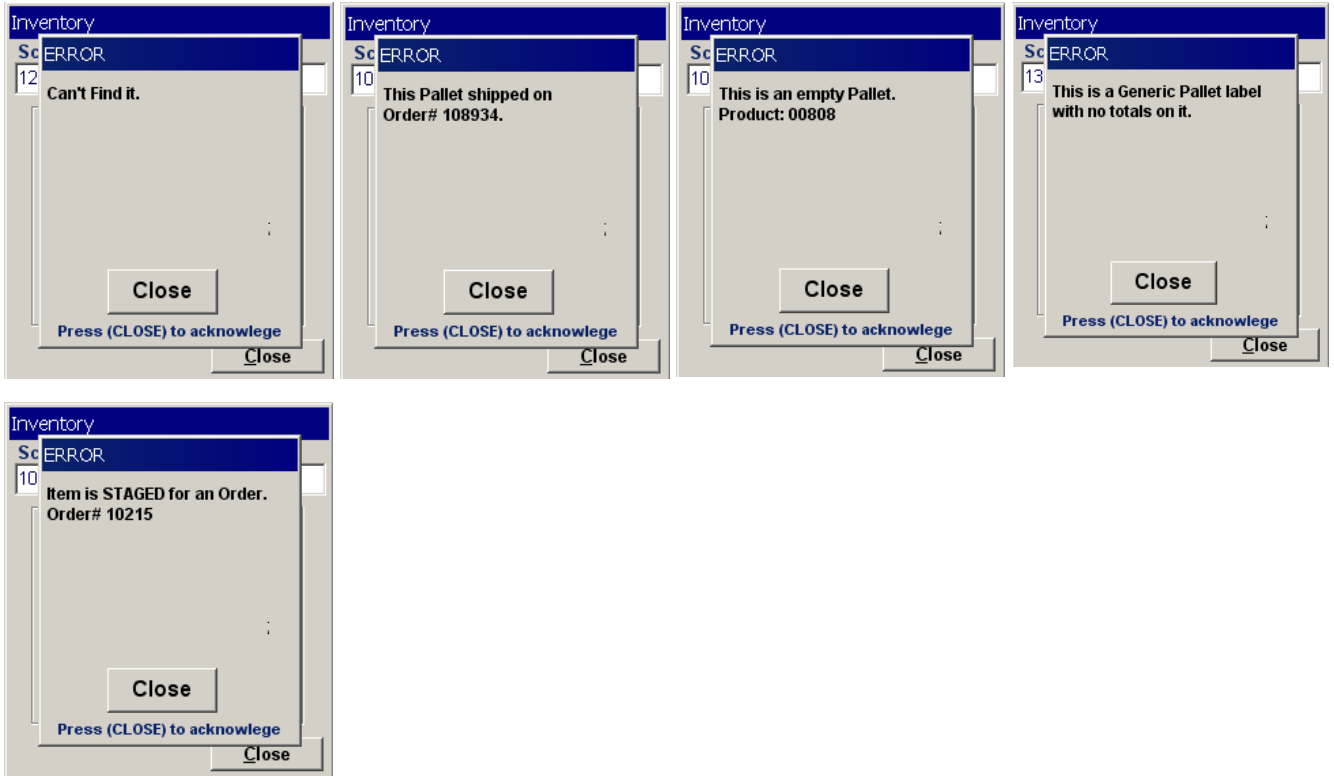 Inventory
Sc
ERROR
12
Can't Find it.
;
Close
Press (CLOSE) to acknowlege
Close
Inventory
Sc
ERROR
10
This Pallet shipped on
Order# 108934.
;
Close
Press (CLOSE) to acknowlege
Close
Inventory
Sc
ERROR
10
This is an empty Pallet.
Product: 00808
;
Close
Press (CLOSE) to acknowlege
Close
Inventory
Sc
ERROR
13
This is a Generic Pallet label
with no totals on it.
;
Close
Press (CLOSE) to acknowlege
Close
Inventory
Sc
ERROR
10
Item is STAGED for an Order.
Order# 10215
;
Close
Press (CLOSE) to acknowlege
Close